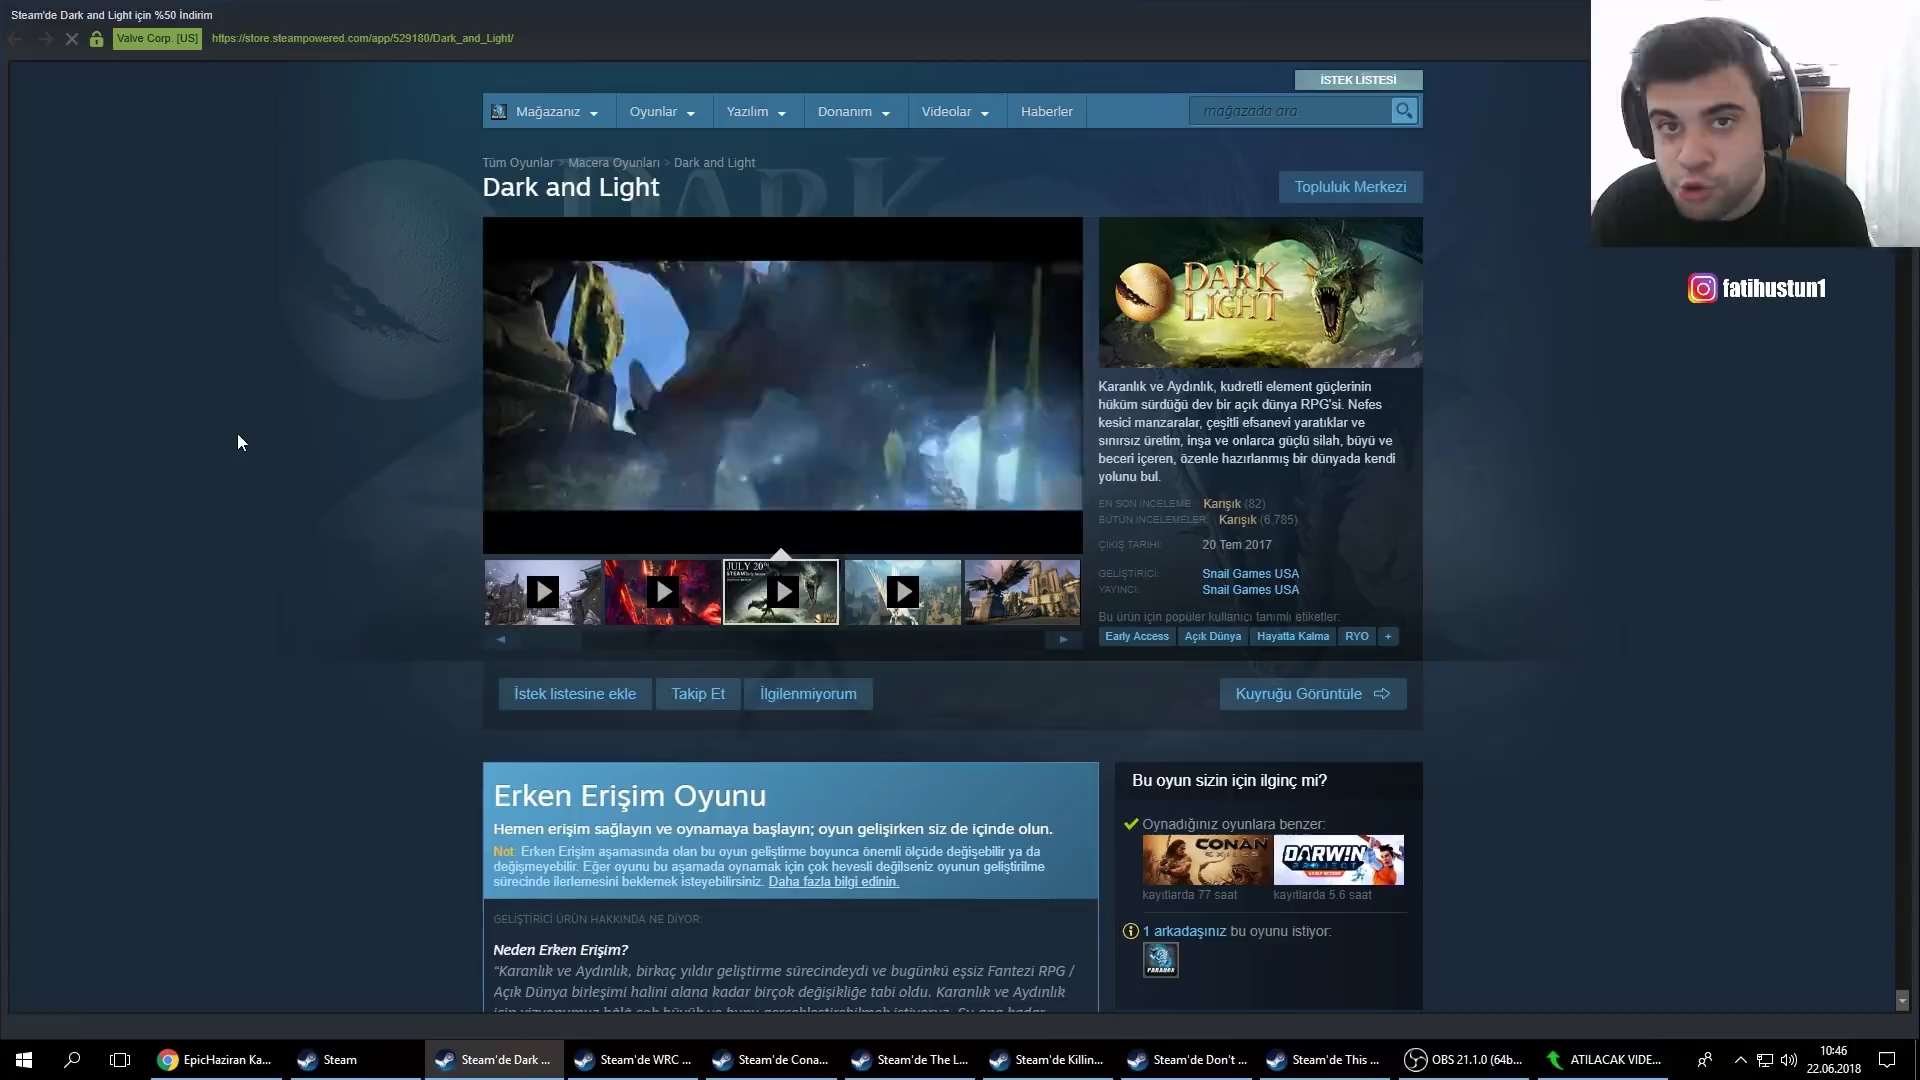 Steam'de Dark and Light için %50 İndirim
Valve Corp. [US] https://store.steampowered.com/app/529180/Dark_and_Light/
İSTEK LİSTESİ
Mağazanız Oyunlar Yazılım Donanım Videolar Haberler mağazada ara
Tüm Oyunlar > Macera Oyunları > Dark and Light
Dark and Light
Topluluk Merkezi
DARK
AND
LIGHT
fatihustun1
Karanlık ve Aydınlık, kudretli element güçlerinin
hüküm sürdüğü dev bir açık dünya RPG'si. Nefes
kesici manzaralar, çeşitli efsanevi yaratıklar ve
sınırsız üretim, inşa ve onlarca güçlü silah, büyü ve
beceri içeren, özenle hazırlanmış bir dünyada kendi
yolunu bul.
EN SON İNCELEME: Karışık (82)
BÜTÜN İNCELEMELER: Karışık (6,785)
ÇIKIŞ TARİHİ: 20 Tem 2017
GELİŞTİRİCİ: Snail Games USA
YAYINCI: Snail Games USA
Bu ürün için popüler kullanıcı tanımlı etiketler:
Early Access Açık Dünya Hayatta Kalma RYO +
JULY 20TH
İstek listesine ekle Takip Et İlgilenmiyorum Kuyruğu Görüntüle
Erken Erişim Oyunu
Hemen erişim sağlayın ve oynamaya başlayın; oyun gelişirken siz de içinde olun.
Not: Erken Erişim aşamasında olan bu oyun geliştirme boyunca önemli ölçüde değişebilir ya da
değişmeyebilir. Eğer oyunu bu aşamada oynamak için çok hevesli değilseniz oyunun geliştirilme
sürecinde ilerlemesini beklemek isteyebilirsiniz. Daha fazla bilgi edinin.
GELİŞTİRİCİ ÜRÜN HAKKINDA NE DİYOR:
Neden Erken Erişim?
“Karanlık ve Aydınlık, birkaç yıldır geliştirme sürecindeydi ve bugünkü eşsiz Fantezi RPG /
Açık Dünya birleşimi halini alana kadar birçok değişikliğe tabi oldu. Karanlık ve Aydınlık
Bu oyun sizin için ilginç mi?
Oynadığınız oyunlara benzer:
CONAN
EXILES
DARWIN
PROJECT
kayıtlarda 77 saat kayıtlarda 5.6 saat
1 arkadaşınız bu oyunu istiyor:
PARADOX
EpicHaziran Ka... Steam Steam'de Dark ... Steam'de WRC ... Steam'de Cona... Steam'de The L... Steam'de Killin... Steam'de Don't ... Steam'de This ... OBS 21.1.0 (64b... ATILACAK VIDE...
10:46
22.06.2018